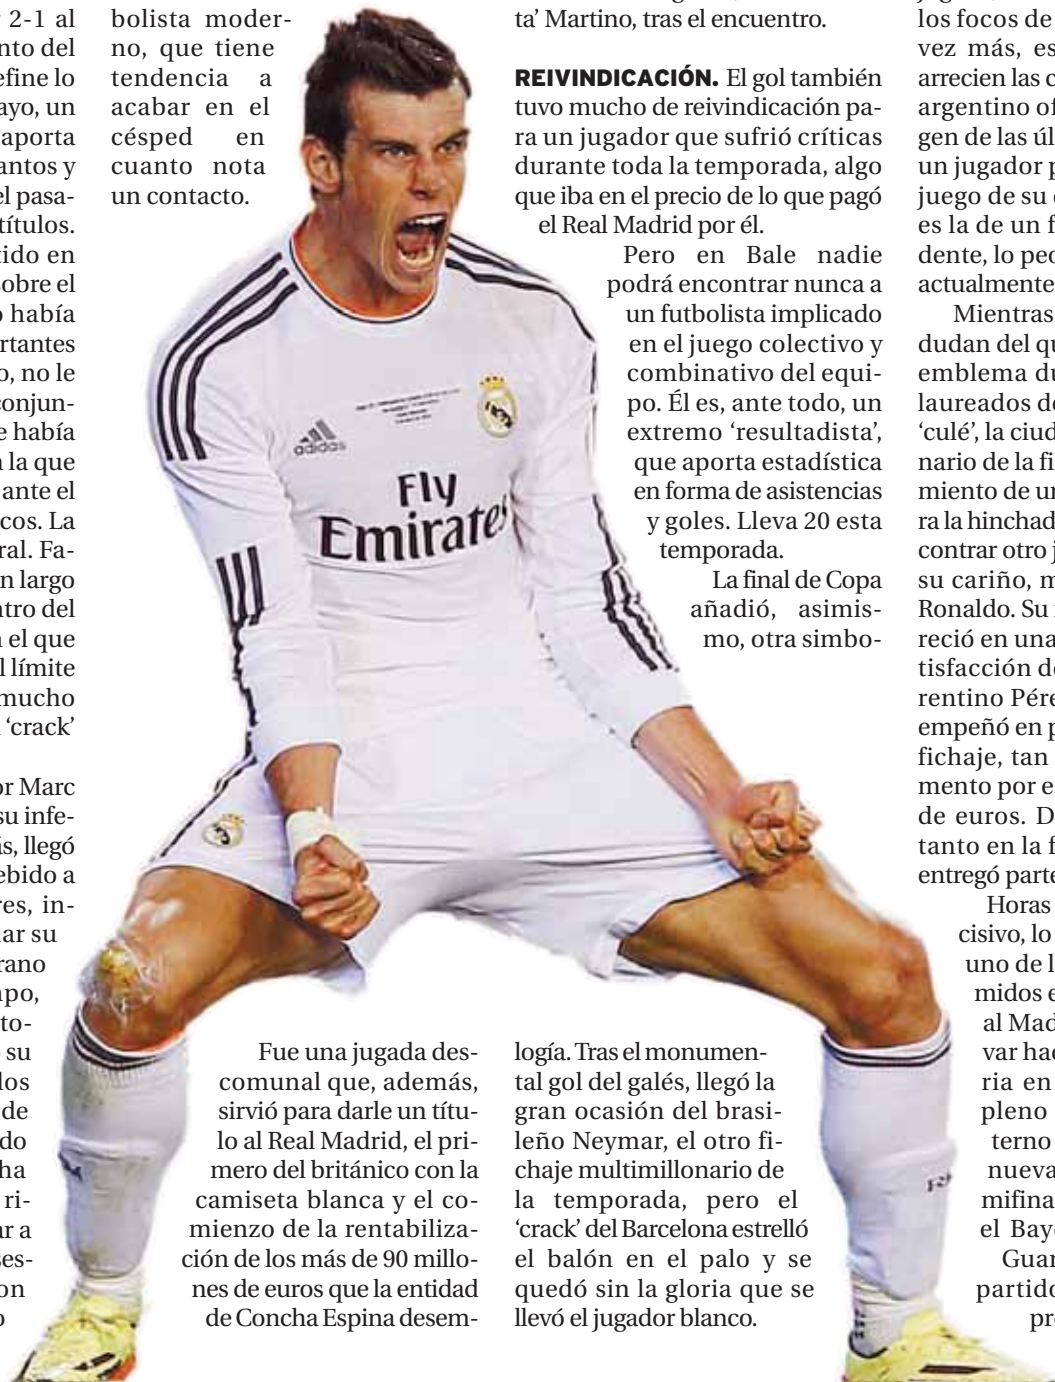 2-1 al
nto del
efine lo
ayo, un
aporta
antos y
el pasa-
títulos.
tido en
sobre el
o había
rtantes
o, no le
conjun-
e había
la que
ante el
cos. La
ral. Fa-
n largo
ntro del
el que
l límite
mucho
'crack'
or Marc
su infe-
ás, llegó
ebido a
res, in-
ar su
rano
npo,
to-
su
los
de
do
ha
ri-
ar a
ses-
on
bolista moder-
no, que tiene
tendencia a
acabar en el
césped en
cuanto nota
un contacto.
Fue una jugada des-
comunal que, además,
sirvió para darle un títu-
lo al Real Madrid, el pri-
mero del británico con la
camiseta blanca y el co-
mienzo de la rentabiliza-
ción de los más de 90 millo-
nes de euros que la entidad
de Concha Espina desem-
adidas
Fly
Emirates
ta' Martino, tras el encuentro.
REIVINDICACIÓN. El gol también
tuvo mucho de reivindicación pa-
ra un jugador que sufrió críticas
durante toda la temporada, algo
que iba en el precio de lo que pagó
el Real Madrid por él.
Pero en Bale nadie
podrá encontrar nunca a
un futbolista implicado
en el juego colectivo y
combinativo del equi-
po. Él es, ante todo, un
extremo 'resultadista',
que aporta estadística
en forma de asistencias
y goles. Lleva 20 esta
temporada.
La final de Copa
añadió, asimis-
mo, otra simbo-
logía. Tras el monumen-
tal gol del galés, llegó la
gran ocasión del brasi-
leño Neymar, el otro fi-
chaje multimillonario de
la temporada, pero el
'crack' del Barcelona estrelló
el balón en el palo y se
quedó sin la gloria que se
llevó el jugador blanco.
los focos de
vez más, es
arrecien las c
argentino of
gen de las úl
un jugador p
juego de su
es la de un f
dente, lo pec
actualmente
Mientras
dudan del qu
emblema du
laureados de
'culé', la ciud
nario de la fi
miento de un
ra la hinchad
contrar otro j
su cariño, m
Ronaldo. Su
reció en una
tisfacción de
rentino Pére
empeñó en p
fichaje, tan
mento por e
de euros. D
tanto en la f
entregó parte
Horas
cisivo, lo
uno de l
midos e
al Mad
var hac
ria en
pleno
terno
nueva
mifina
el Bay
Guar
partido
pr